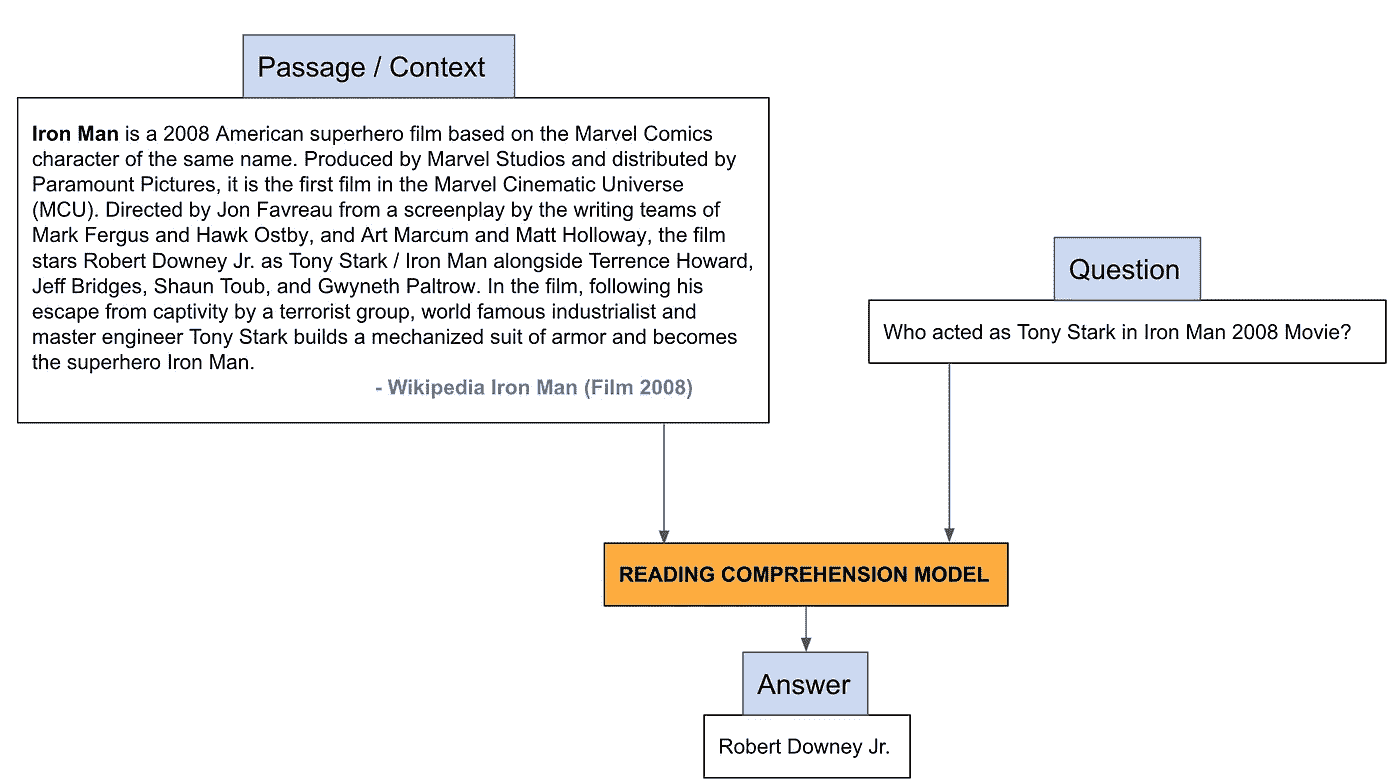 Passage / Context
Iron Man is a 2008 American superhero film based on the Marvel Comics
character of the same name. Produced by Marvel Studios and distributed by
Paramount Pictures, it is the first film in the Marvel Cinematic Universe
(MCU). Directed by Jon Favreau from a screenplay by the writing teams of
Mark Fergus and Hawk Ostby, and Art Marcum and Matt Holloway, the film
stars Robert Downey Jr. as Tony Stark / Iron Man alongside Terrence Howard,
Jeff Bridges, Shaun Toub, and Gwyneth Paltrow. In the film, following his
escape from captivity by a terrorist group, world famous industrialist and
master engineer Tony Stark builds a mechanized suit of armor and becomes
the superhero Iron Man.
- Wikipedia Iron Man (Film 2008)
Question
Who acted as Tony Stark in Iron Man 2008 Movie?
READING COMPREHENSION MODEL
Answer
Robert Downey Jr.